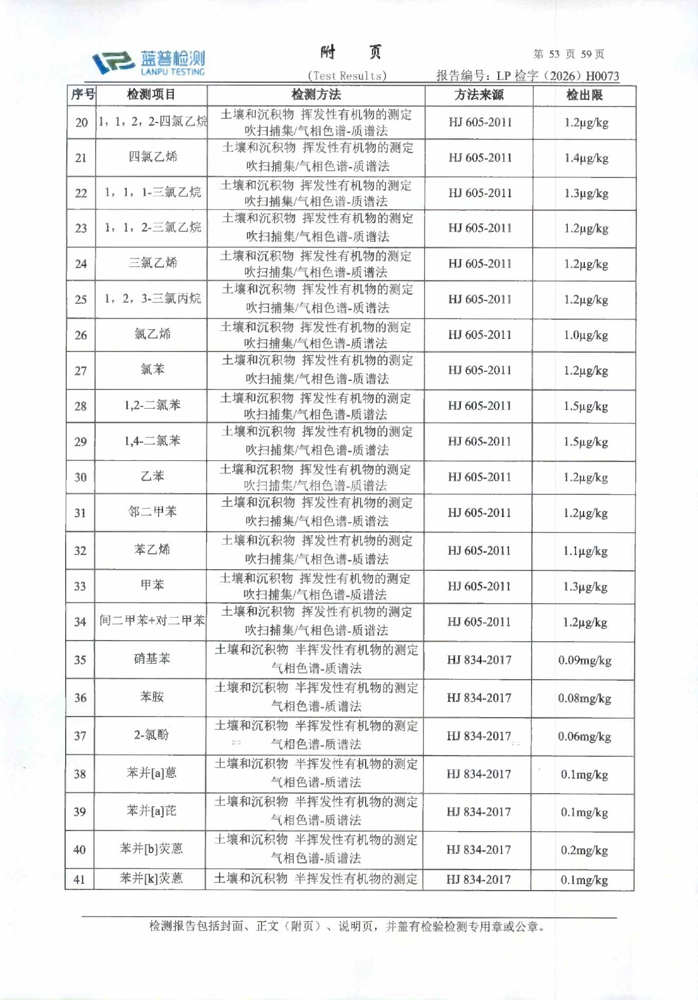 蓝普检测
LANPU TESTING
附 页
(Test Results)
第 53 页 59页
报告编号：LP 检字（2026）H0073
序号 检测项目 检测方法 方法来源 检出限
20 1，1，2，2-四氯乙烷 土壤和沉积物 挥发性有机物的测定 HJ 605-2011 1.2μg/kg
吹扫捕集/气相色谱-质谱法
21 四氯乙烯 土壤和沉积物 挥发性有机物的测定 HJ 605-2011 1.4μg/kg
吹扫捕集/气相色谱-质谱法
22 1，1，1-三氯乙烷 土壤和沉积物 挥发性有机物的测定 HJ 605-2011 1.3μg/kg
吹扫捕集/气相色谱-质谱法
23 1，1，2-三氯乙烷 土壤和沉积物 挥发性有机物的测定 HJ 605-2011 1.2μg/kg
吹扫捕集/气相色谱-质谱法
24 三氯乙烯 土壤和沉积物 挥发性有机物的测定 HJ 605-2011 1.2μg/kg
吹扫捕集/气相色谱-质谱法
25 1，2，3-三氯丙烷 土壤和沉积物 挥发性有机物的测定 HJ 605-2011 1.2μg/kg
吹扫捕集/气相色谱-质谱法
26 氯乙烯 土壤和沉积物 挥发性有机物的测定 HJ 605-2011 1.0μg/kg
吹扫捕集/气相色谱-质谱法
27 氯苯 土壤和沉积物 挥发性有机物的测定 HJ 605-2011 1.2μg/kg
吹扫捕集/气相色谱-质谱法
28 1,2-二氯苯 土壤和沉积物 挥发性有机物的测定 HJ 605-2011 1.5μg/kg
吹扫捕集/气相色谱-质谱法
29 1,4-二氯苯 土壤和沉积物 挥发性有机物的测定 HJ 605-2011 1.5μg/kg
吹扫捕集/气相色谱-质谱法
30 乙苯 土壤和沉积物 挥发性有机物的测定 HJ 605-2011 1.2μg/kg
吹扫捕集/气相色谱-质谱法
31 邻二甲苯 土壤和沉积物 挥发性有机物的测定 HJ 605-2011 1.2μg/kg
吹扫捕集/气相色谱-质谱法
32 苯乙烯 土壤和沉积物 挥发性有机物的测定 HJ 605-2011 1.1μg/kg
吹扫捕集/气相色谱-质谱法
33 甲苯 土壤和沉积物 挥发性有机物的测定 HJ 605-2011 1.3μg/kg
吹扫捕集/气相色谱-质谱法
34 间二甲苯+对二甲苯 土壤和沉积物 挥发性有机物的测定 HJ 605-2011 1.2μg/kg
吹扫捕集/气相色谱-质谱法
35 硝基苯 土壤和沉积物 半挥发性有机物的测定 HJ 834-2017 0.09mg/kg
气相色谱-质谱法
36 苯胺 土壤和沉积物 半挥发性有机物的测定 HJ 834-2017 0.08mg/kg
气相色谱-质谱法
37 2-氯酚 土壤和沉积物 半挥发性有机物的测定 HJ 834-2017 0.06mg/kg
气相色谱-质谱法
38 苯并[a]蒽 土壤和沉积物 半挥发性有机物的测定 HJ 834-2017 0.1mg/kg
气相色谱-质谱法
39 苯并[a]芘 土壤和沉积物 半挥发性有机物的测定 HJ 834-2017 0.1mg/kg
气相色谱-质谱法
40 苯并[b]荧蒽 土壤和沉积物 半挥发性有机物的测定 HJ 834-2017 0.2mg/kg
气相色谱-质谱法
41 苯并[k]荧蒽 土壤和沉积物 半挥发性有机物的测定 HJ 834-2017 0.1mg/kg
检测报告包括封面、正文（附页）、说明页，并盖有检验检测专用章或公章。